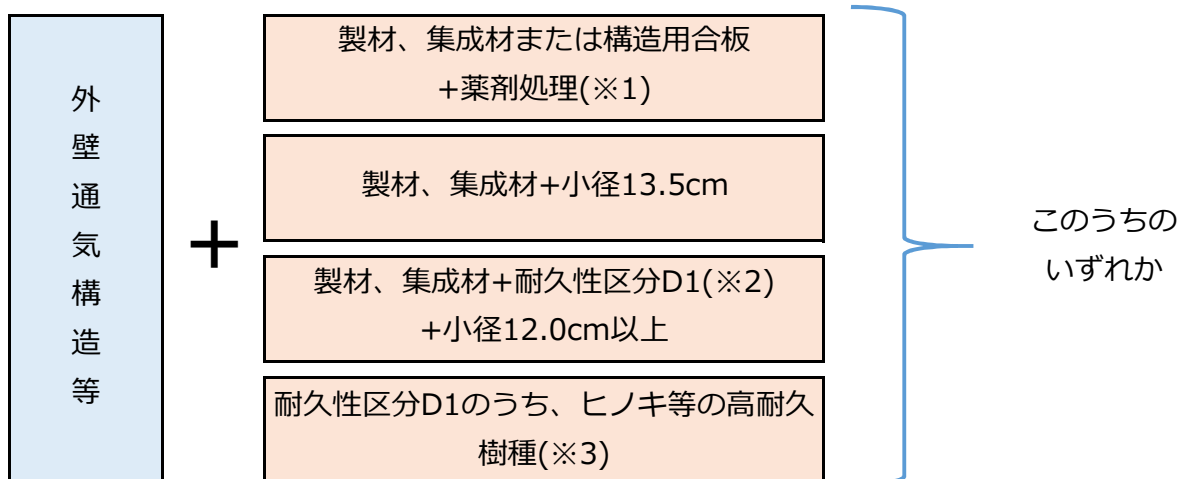 外壁通気構造等
+
製材、集成材または構造用合板
+薬剤処理(※1)
製材、集成材+小径13.5cm
製材、集成材+耐久性区分D1(※2)
+小径12.0cm以上
耐久性区分D1のうち、ヒノキ等の高耐久
樹種(※3)
このうちの
いずれか